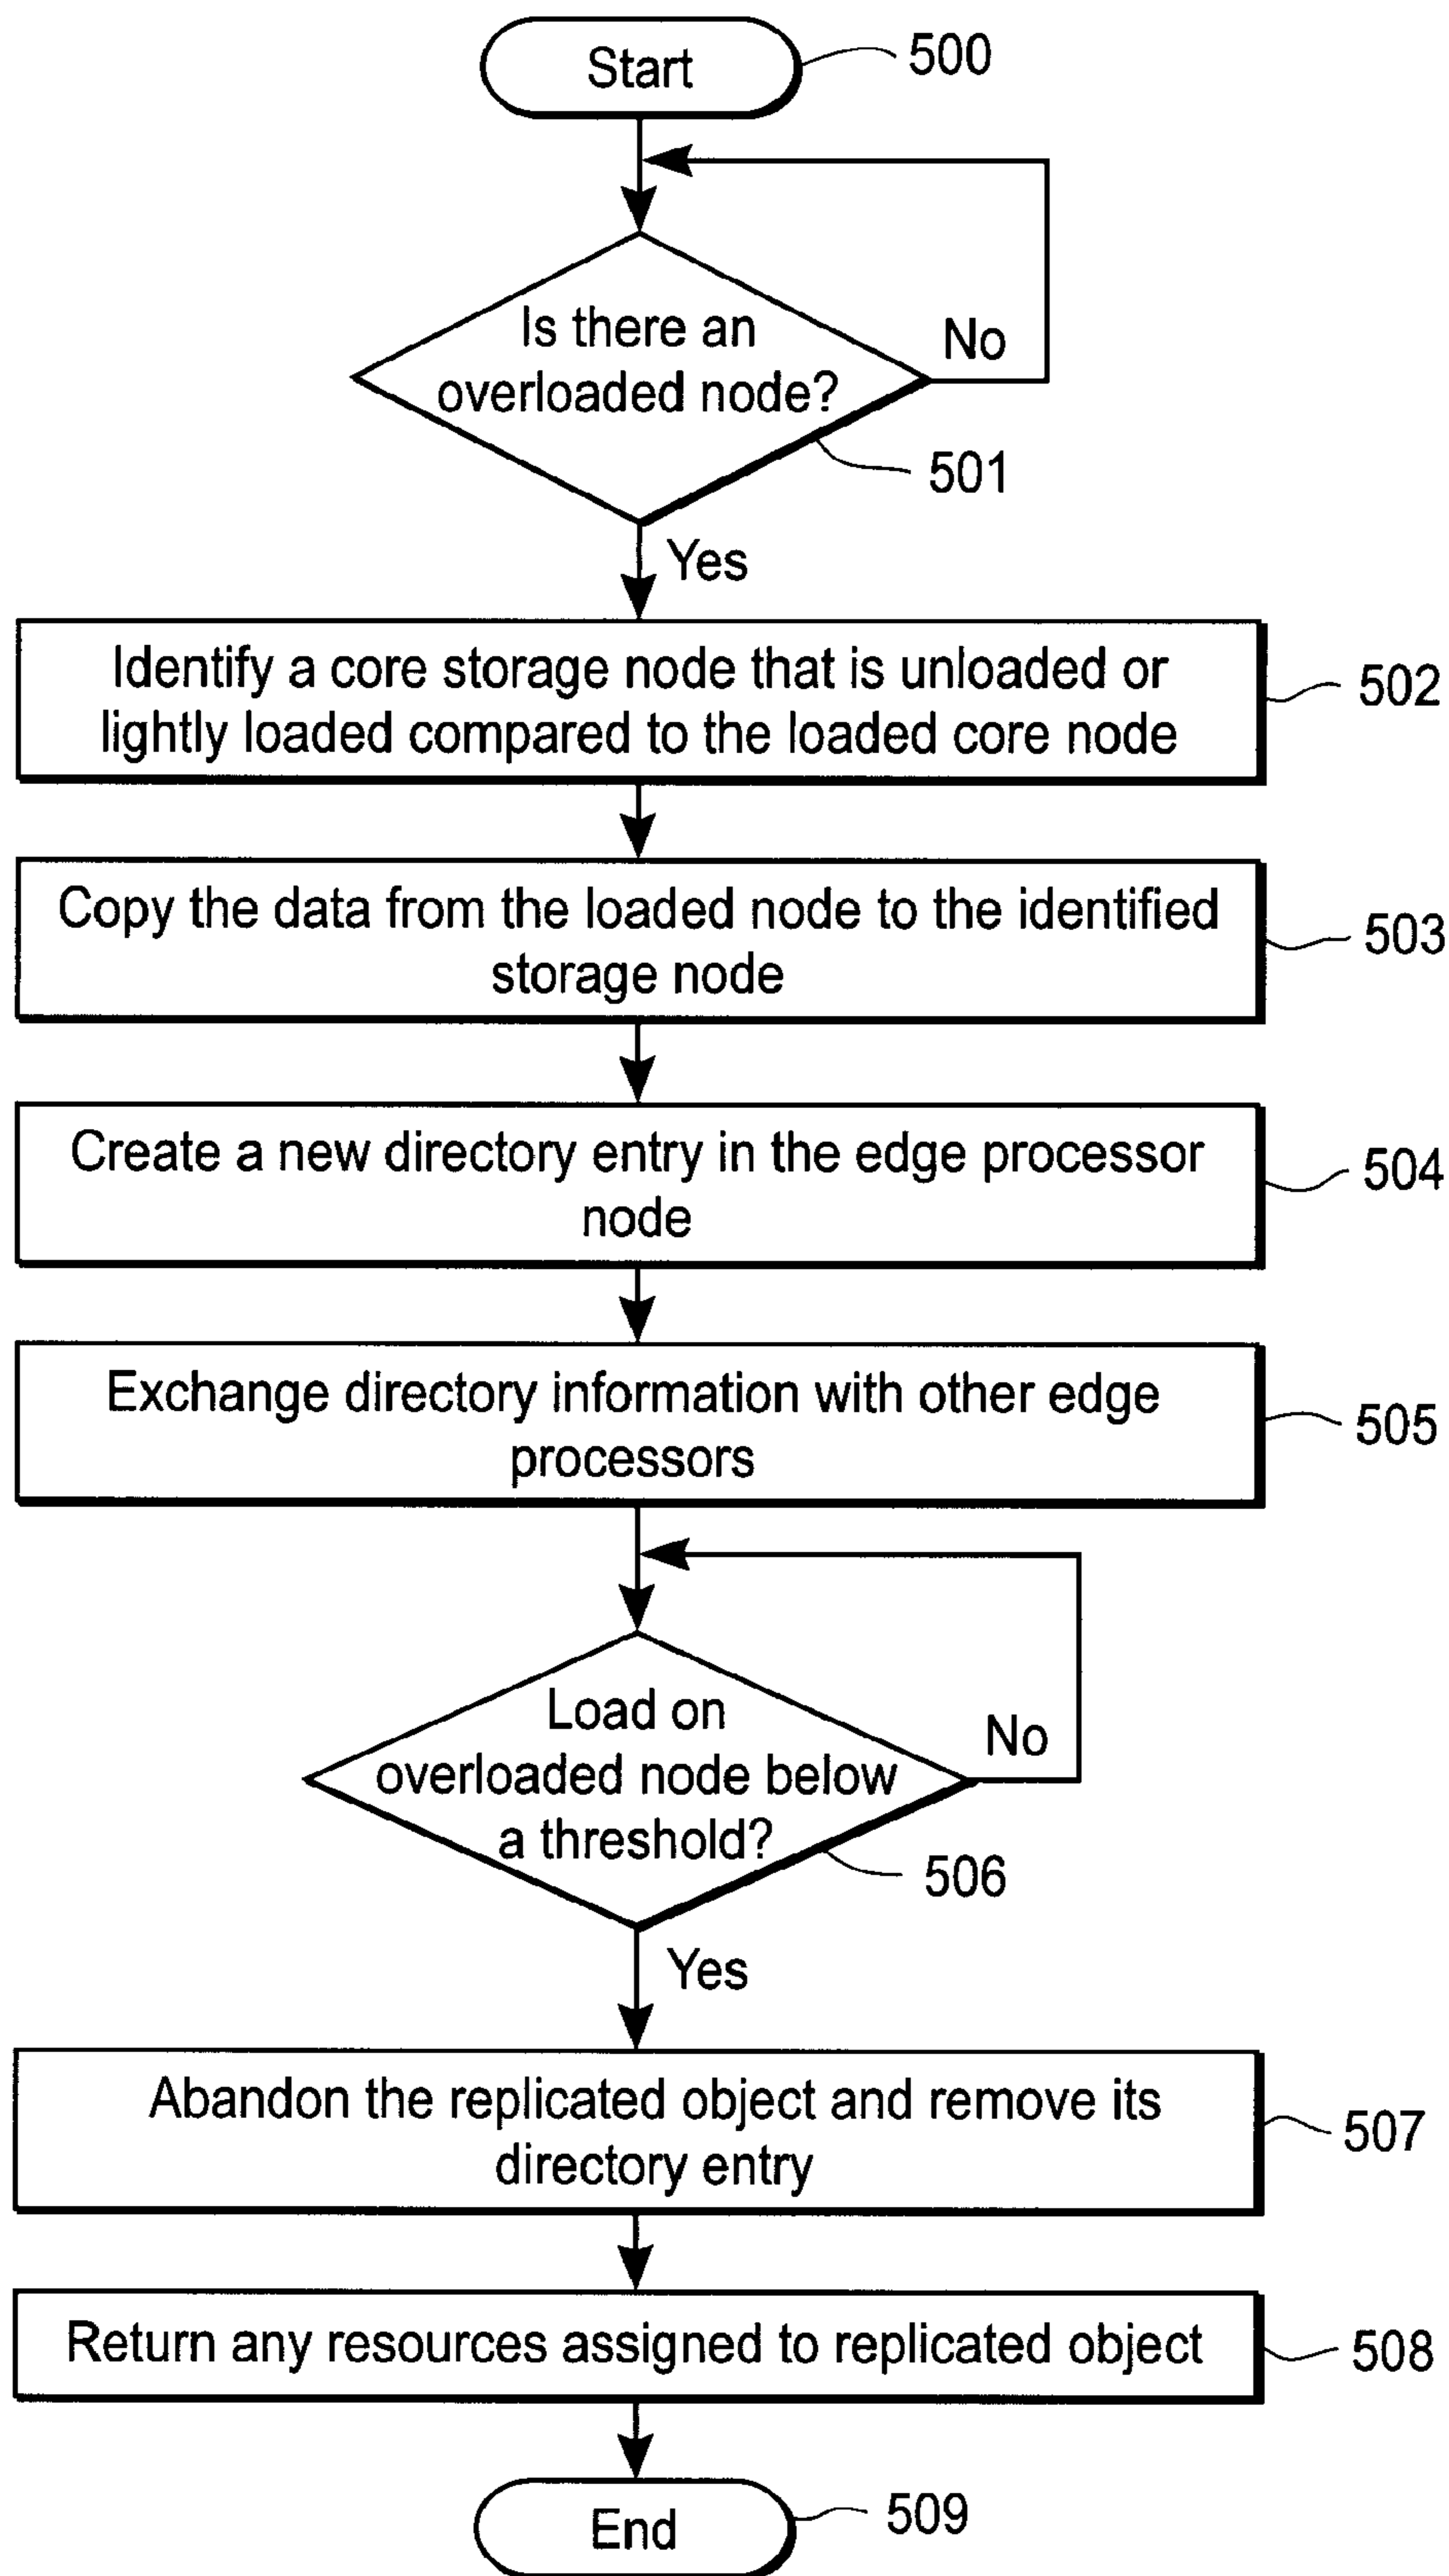 Start
500
Is there an
overloaded node?
No
501
Yes
Identify a core storage node that is unloaded or
lightly loaded compared to the loaded core node
502
Copy the data from the loaded node to the identified
storage node
503
Create a new directory entry in the edge processor
node
504
Exchange directory information with other edge
processors
505
Load on
overloaded node below
a threshold?
No
506
Yes
Abandon the replicated object and remove its
directory entry
507
Return any resources assigned to replicated object
508
End
509